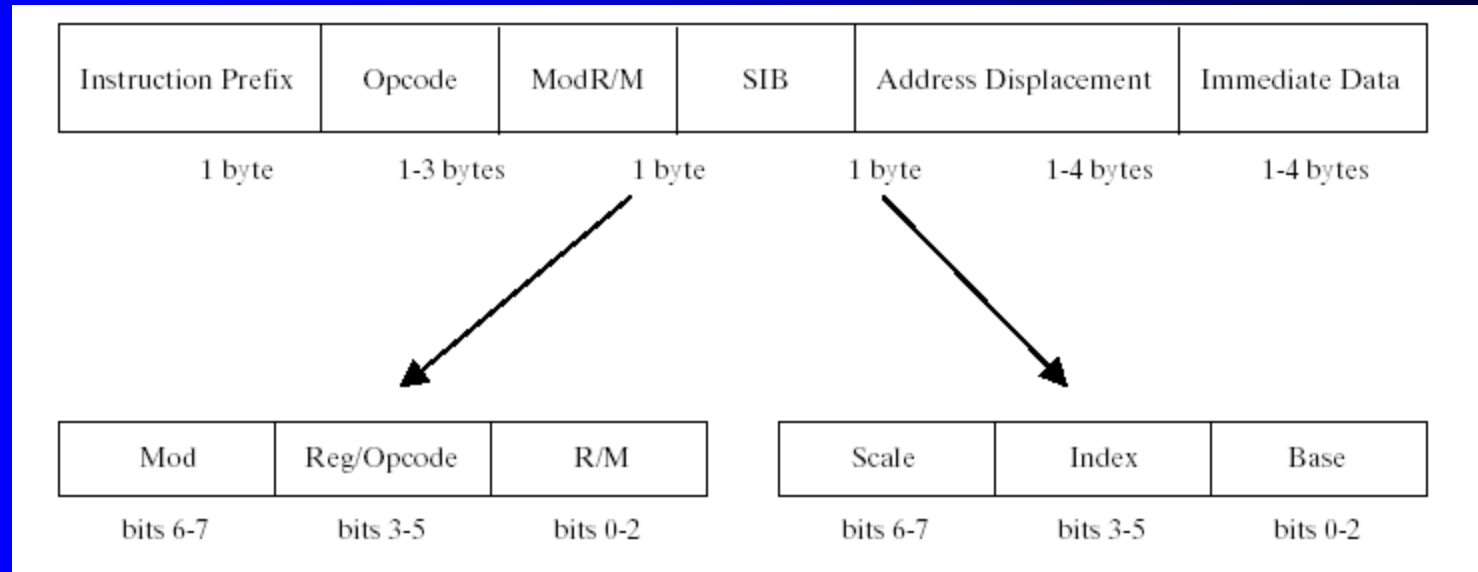 Instruction Prefix Opcode ModR/M SIB Address Displacement Immediate Data
1 byte 1-3 bytes 1 byte 1 byte 1-4 bytes 1-4 bytes
Mod Reg/Opcode R/M Scale Index Base
bits 6-7 bits 3-5 bits 0-2 bits 6-7 bits 3-5 bits 0-2